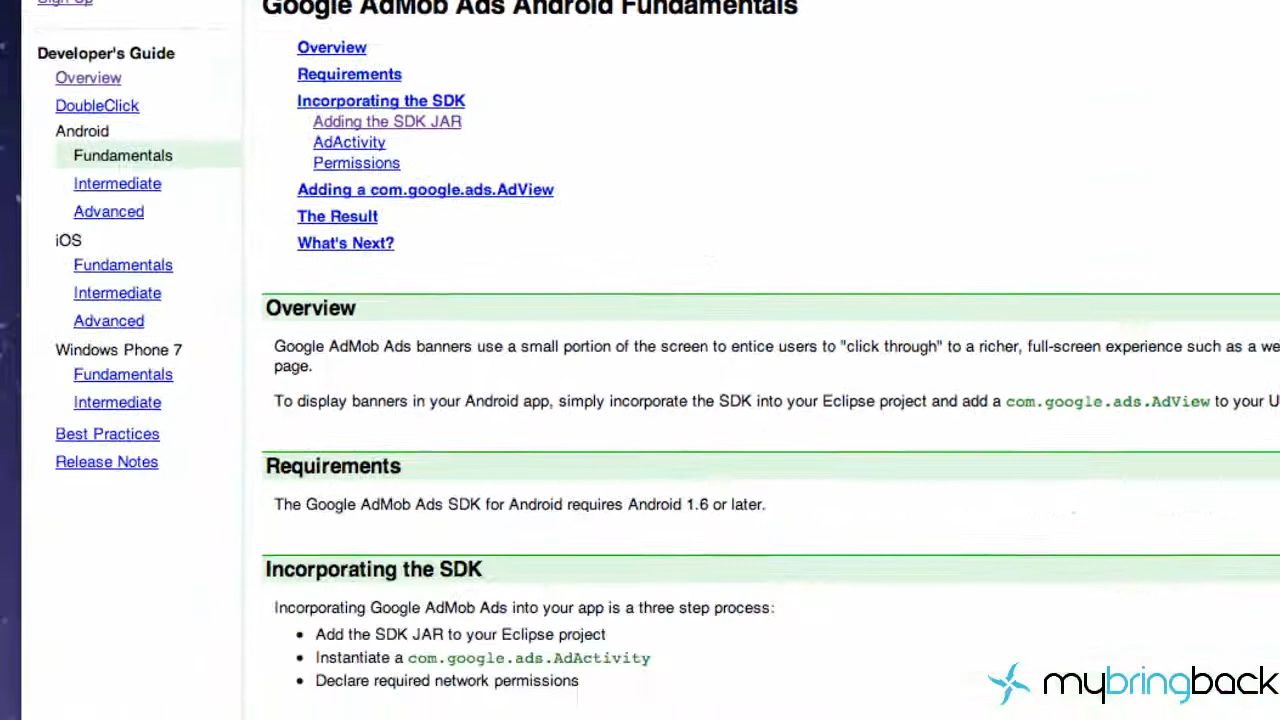 Sign Up
Google AdMob Ads Android Fundamentals
Developer's Guide
Overview
DoubleClick
Android
Fundamentals
Intermediate
Advanced
iOS
Fundamentals
Intermediate
Advanced
Windows Phone 7
Fundamentals
Intermediate
Best Practices
Release Notes
Overview
Requirements
Incorporating the SDK
Adding the SDK JAR
AdActivity
Permissions
Adding a com.google.ads.AdView
The Result
What's Next?
Overview
Google AdMob Ads banners use a small portion of the screen to entice users to "click through" to a richer, full-screen experience such as a we
page.
To display banners in your Android app, simply incorporate the SDK into your Eclipse project and add a com.google.ads.AdView to your U
Requirements
The Google AdMob Ads SDK for Android requires Android 1.6 or later.
Incorporating the SDK
Incorporating Google AdMob Ads into your app is a three step process:
• Add the SDK JAR to your Eclipse project
• Instantiate a com.google.ads.AdActivity
• Declare required network permissions
mybringback